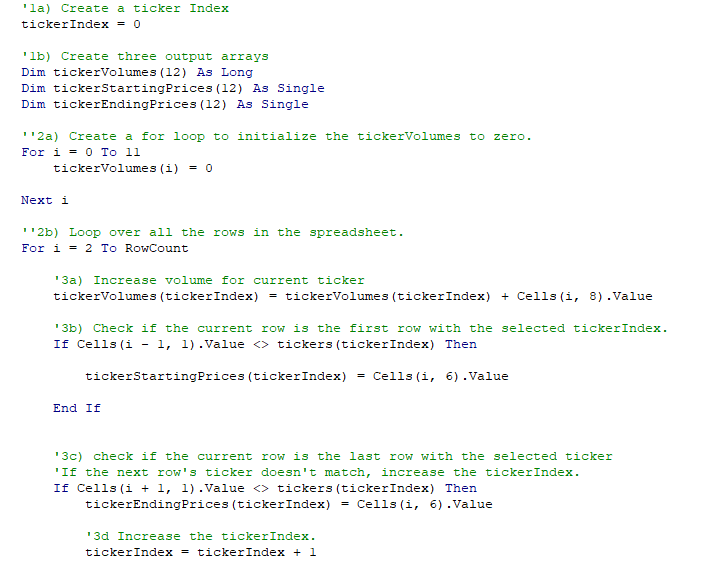 '1a) Create a ticker Index
tickerIndex = 0
'1b) Create three output arrays
Dim tickerVolumes(12) As Long
Dim tickerStartingPrices(12) As Single
Dim tickerEndingPrices(12) As Single
''2a) Create a for loop to initialize the tickerVolumes to zero.
For i = 0 To 11
tickerVolumes(i) = 0
Next i
''2b) Loop over all the rows in the spreadsheet.
For i = 2 To RowCount
'3a) Increase volume for current ticker
tickerVolumes(tickerIndex) = tickerVolumes(tickerIndex) + Cells(i, 8).Value
'3b) Check if the current row is the first row with the selected tickerIndex.
If Cells(i - 1, 1).Value <> tickers(tickerIndex) Then
tickerStartingPrices(tickerIndex) = Cells(i, 6).Value
End If
'3c) check if the current row is the last row with the selected ticker
'If the next row's ticker doesn't match, increase the tickerIndex.
If Cells(i + 1, 1).Value <> tickers(tickerIndex) Then
tickerEndingPrices(tickerIndex) = Cells(i, 6).Value
'3d Increase the tickerIndex.
tickerIndex = tickerIndex + 1